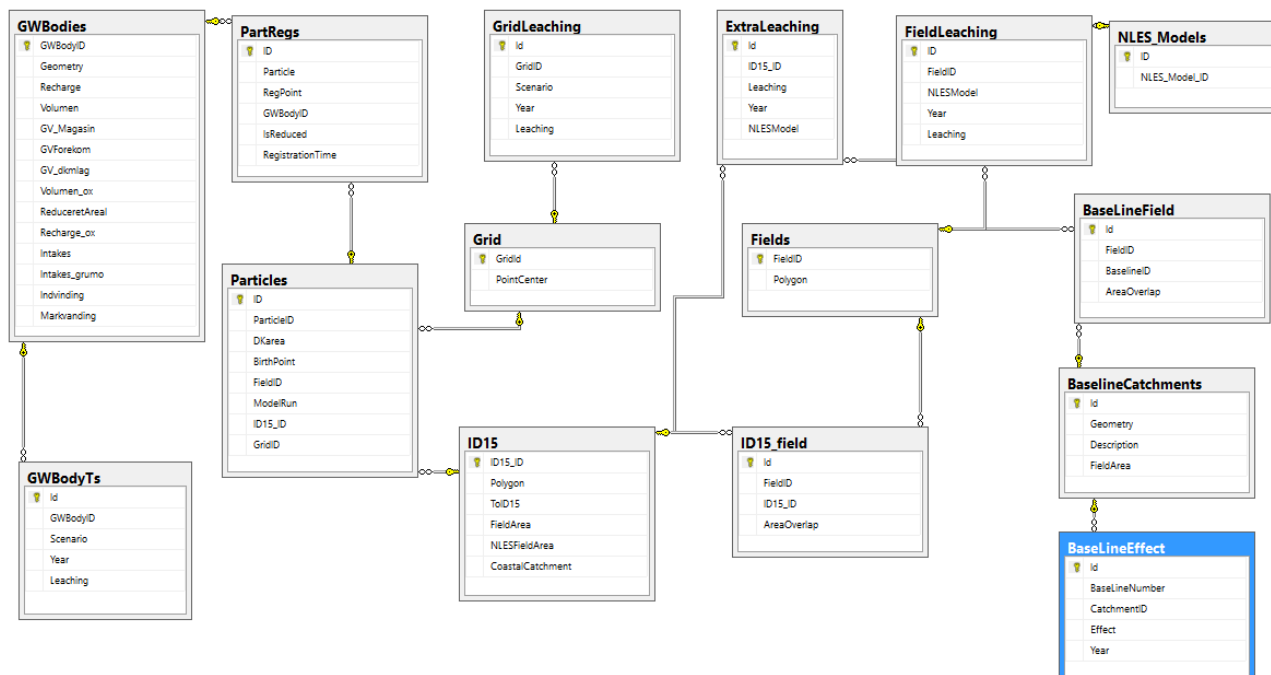 GWBodies
GWBodyID
Geometry
Recharge
Volumen
GV_Magasin
GVForekom
GV_dkmlag
Volumen_ox
ReduceretAreal
Recharge_ox
Intakes
Intakes_grumo
Indvinding
Markvanding
PartRegs
ID
Particle
RegPoint
GWBodyID
IsReduced
RegistrationTime
GridLeaching
Id
GridID
Scenario
Year
Leaching
ExtraLeaching
Id
ID15_ID
Leaching
Year
NLESModel
FieldLeaching
ID
FieldID
NLESModel
Year
Leaching
NLES_Models
ID
NLES_Model_ID
Grid
GridId
PointCenter
Fields
FieldID
Polygon
BaseLineField
Id
FieldID
BaselineID
AreaOverlap
Particles
ID
ParticleID
DKarea
BirthPoint
FieldID
ModelRun
ID15_ID
GridID
BaselineCatchments
Id
Geometry
Description
FieldArea
ID15
ID15_ID
Polygon
ToID15
FieldArea
NLESFieldArea
CoastalCatchment
ID15_field
Id
FieldID
ID15_ID
AreaOverlap
GWBodyTs
Id
GWBodyID
Scenario
Year
Leaching
BaseLineEffect
Id
BaseLineNumber
CatchmentID
Effect
Year